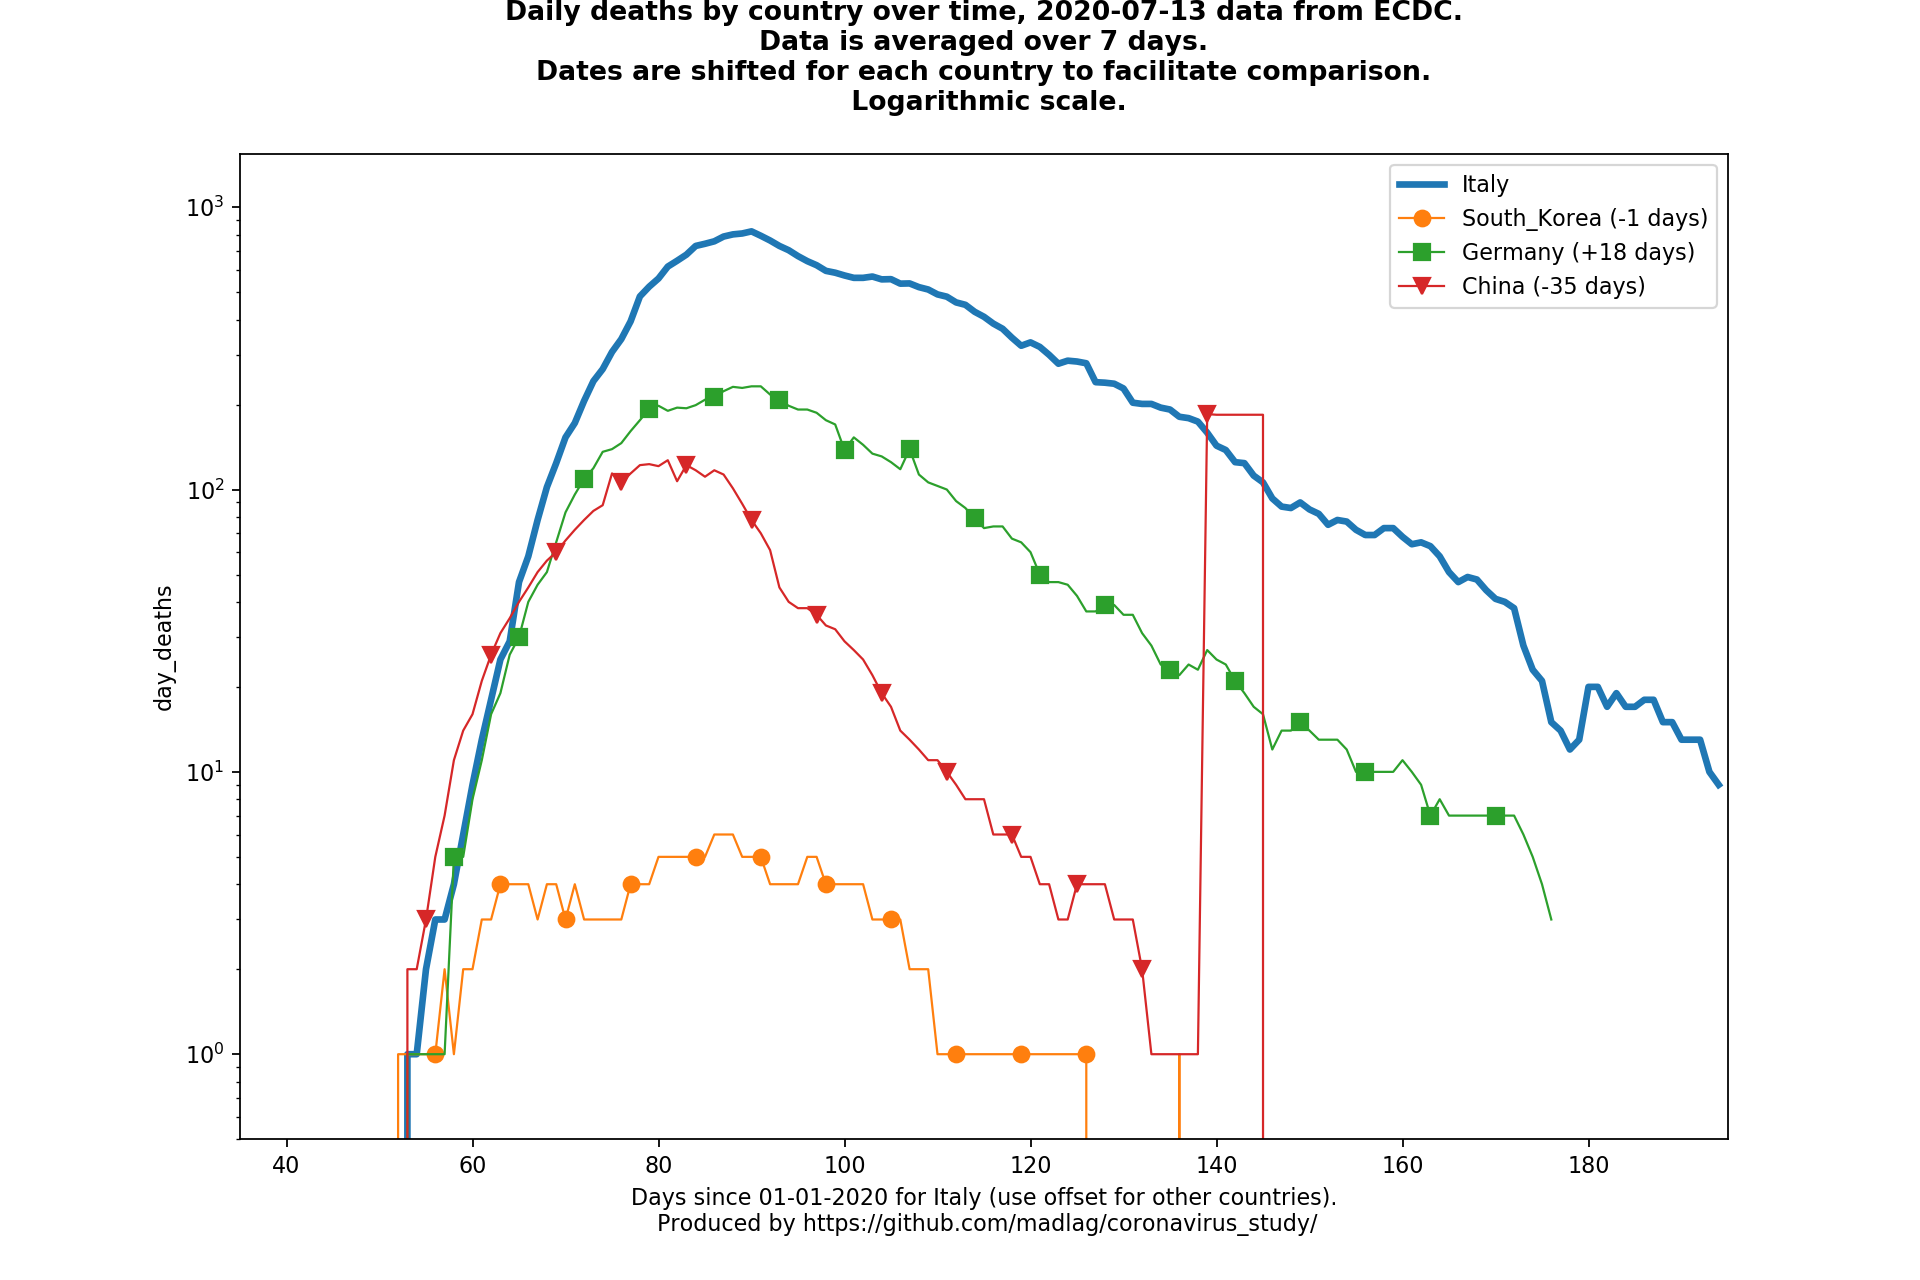 Daily deaths by country over time, 2020-07-13 data from ECDC.
Data is averaged over 7 days.
Dates are shifted for each country to facilitate comparison.
Logarithmic scale.
Italy
South_Korea (-1 days)
Germany (+18 days)
China (-35 days)
day_deaths
10³
10²
10¹
10⁰
40 60 80 100 120 140 160 180
Days since 01-01-2020 for Italy (use offset for other countries).
Produced by https://github.com/madlag/coronavirus_study/